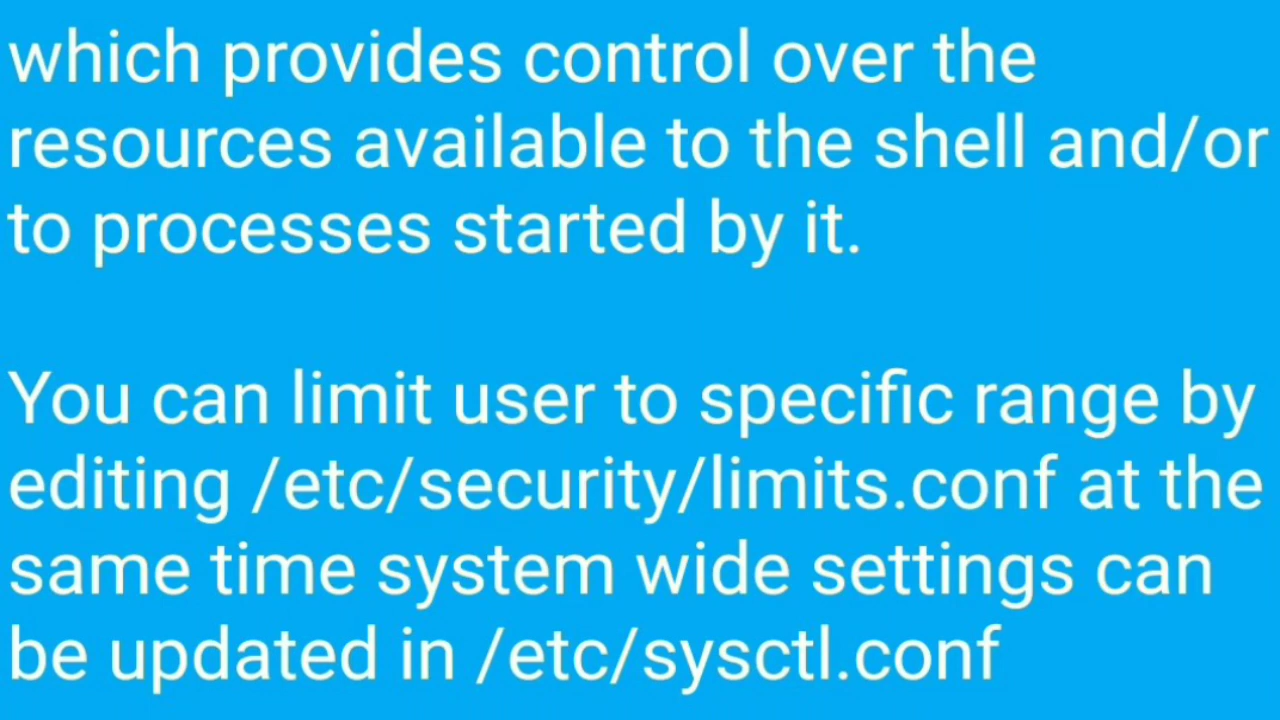 which provides control over the
resources available to the shell and/or
to processes started by it.
You can limit user to specific range by
editing /etc/security/limits.conf at the
same time system wide settings can
be updated in /etc/sysctl.conf